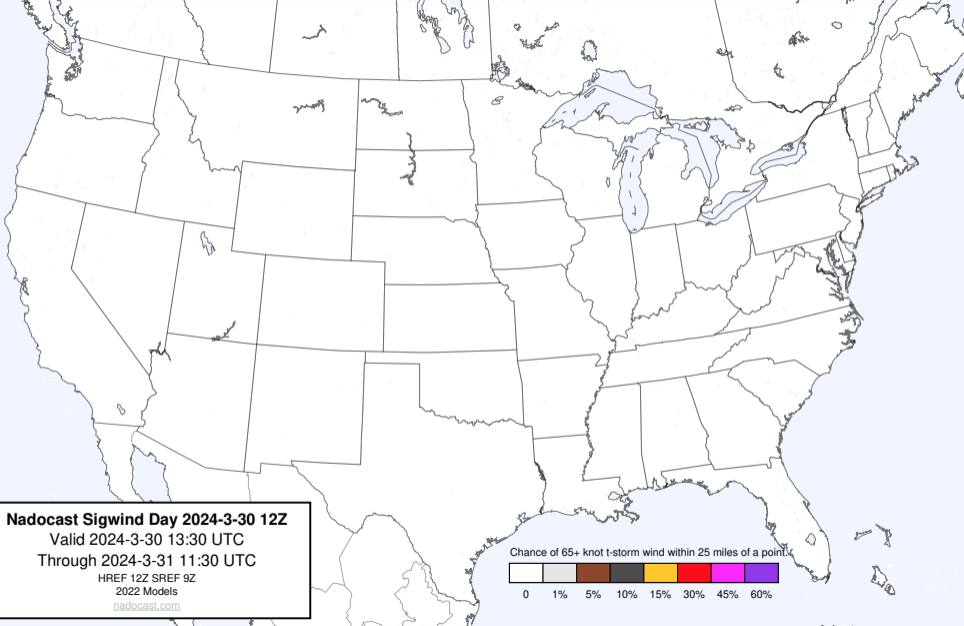 Nadocast Sigwind Day 2024-3-30 12Z
Valid 2024-3-30 13:30 UTC
Through 2024-3-31 11:30 UTC
HREF 12Z SREF 9Z
2022 Models
nadocast.com
Chance of 65+ knot t-storm wind within 25 miles of a point.
0 1% 5% 10% 15% 30% 45% 60%